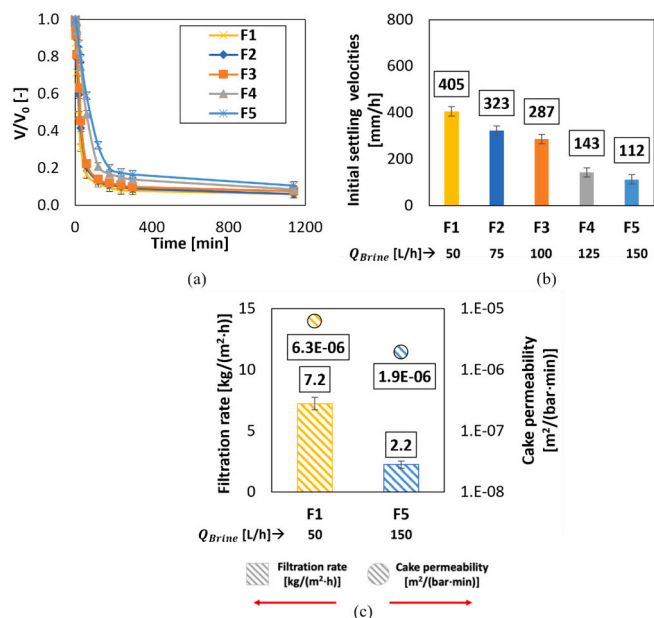 1.0
0.8
0.6
0.4
0.2
0.0
V/V₀ [-]
F1
F2
F3
F4
F5
0
400
800
1200
Time [min]
(a)
800
600
400
200
0
Initial settling velocities
[mm/h]
405
323
287
143
112
F1 F2 F3 F4 F5
Q_Brine [L/h]→ 50 75 100 125 150
(b)
15
10
5
0
Filtration rate [kg/(m²·h)]
6.3E-06
7.2
1.9E-06
2.2
1.E-05
1.E-06
1.E-07
1.E-08
Cake permeability
[m²/(bar·min)]
F1 F5
Q_Brine [L/h]→ 50 150
Filtration rate
[kg/(m²·h)]
Cake permeability
[m²/(bar·min)]
(c)